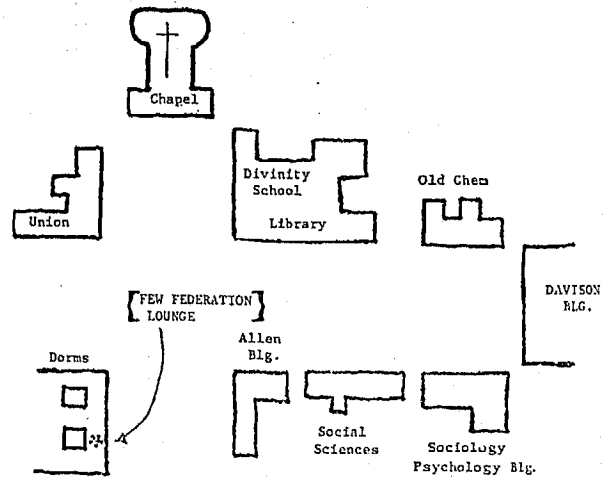 Chapel
Divinity
School
Library
Old Chem
Union
DAVISON
BLG.
[FEW FEDERATION
LOUNGE]
Allen
Blg.
Dorms
Social
Sciences
Sociology
Psychology Blg.